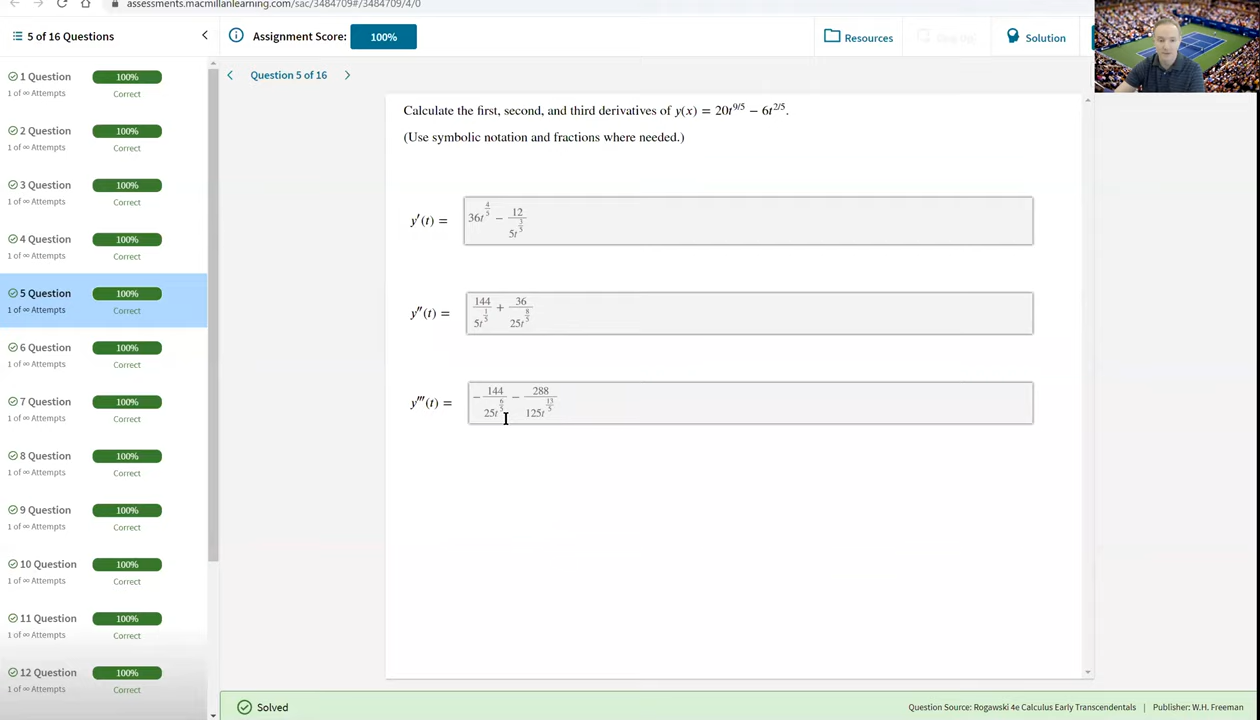 assessments.macmillanlearning.com/sac/3484709#/3484709/4/0
5 of 16 Questions
Assignment Score: 100%
Resources
Solution
Question 5 of 16
1 Question 100%
1 of ∞ Attempts Correct
2 Question 100%
1 of ∞ Attempts Correct
3 Question 100%
1 of ∞ Attempts Correct
4 Question 100%
1 of ∞ Attempts Correct
5 Question 100%
1 of ∞ Attempts Correct
6 Question 100%
1 of ∞ Attempts Correct
7 Question 100%
1 of ∞ Attempts Correct
8 Question 100%
1 of ∞ Attempts Correct
9 Question 100%
1 of ∞ Attempts Correct
10 Question 100%
1 of ∞ Attempts Correct
11 Question 100%
1 of ∞ Attempts Correct
12 Question 100%
1 of ∞ Attempts Correct
Calculate the first, second, and third derivatives of y(x) = 20t^{9/5} − 6t^{2/5}.
(Use symbolic notation and fractions where needed.)
y′(t) = 36t^{4/5} − \frac{12}{5t^{3/5}}
y″(t) = \frac{144}{5t^{1/5}} + \frac{36}{25t^{8/5}}
y‴(t) = −\frac{144}{25t^{6/5}} − \frac{288}{125t^{13/5}}
Solved
Question Source: Rogawski 4e Calculus Early Transcendentals | Publisher: W.H. Freeman